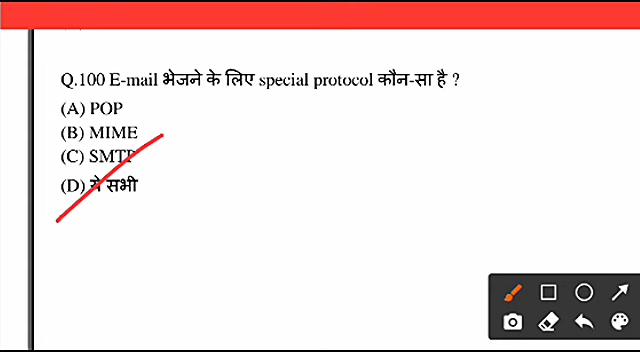 Q.100 E-mail भेजने के लिए special protocol कौन-सा है ?
(A) POP
(B) MIME
(C) SMTP
(D) ये सभी